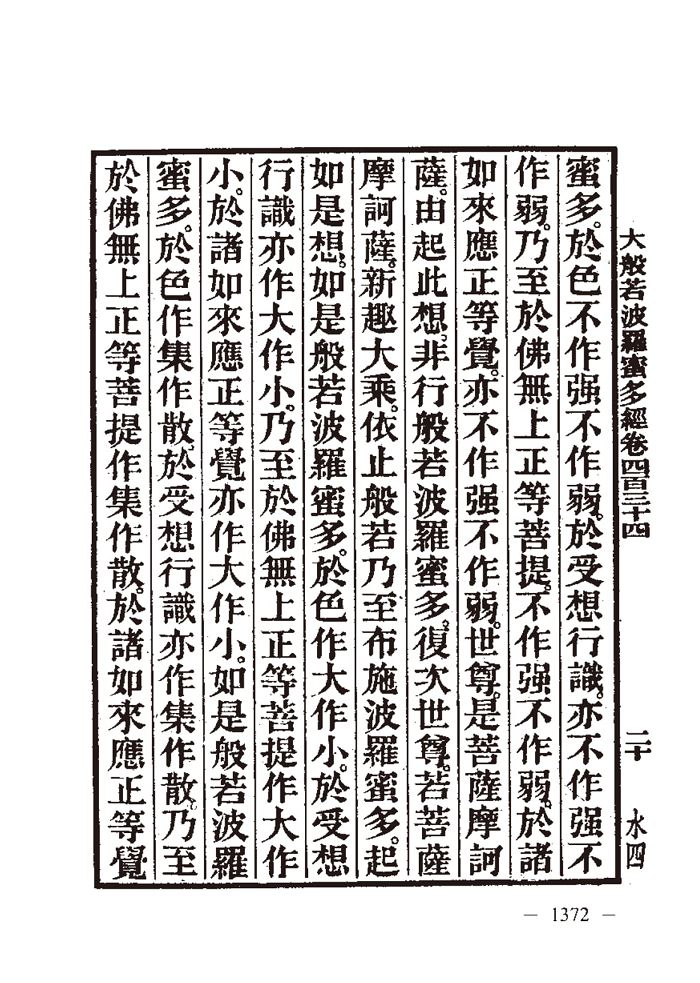 大般若波羅蜜多經卷四百三十四 二十 水四
蜜多。於色不作强不作弱。於受想行識。亦不作强不
作弱。乃至於佛無上正等菩提。不作强不作弱。於諸
如來應正等覺。亦不作强不作弱。世尊。是菩薩摩訶
薩。由起此想。非行般若波羅蜜多。復次世尊。若菩薩
摩訶薩。新趣大乘。依止般若乃至布施波羅蜜多。起
如是想。如是般若波羅蜜多。於色作大作小。於受想
行識亦作大作小。乃至於佛無上正等菩提作大作
小。於諸如來應正等覺亦作大作小。如是般若波羅
蜜多。於色作集作散於受想行識亦作集作散。乃至
於佛無上正等菩提作集作散。於諸如來應正等覺
— 1372 —